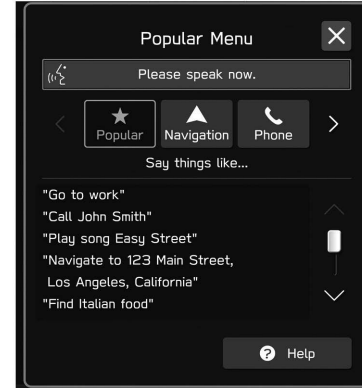 Popular Menu
Please speak now.
Popular
Navigation
Phone
Say things like...
"Go to work"
"Call John Smith"
"Play song Easy Street"
"Navigate to 123 Main Street,
Los Angeles, California"
"Find Italian food"
? Help